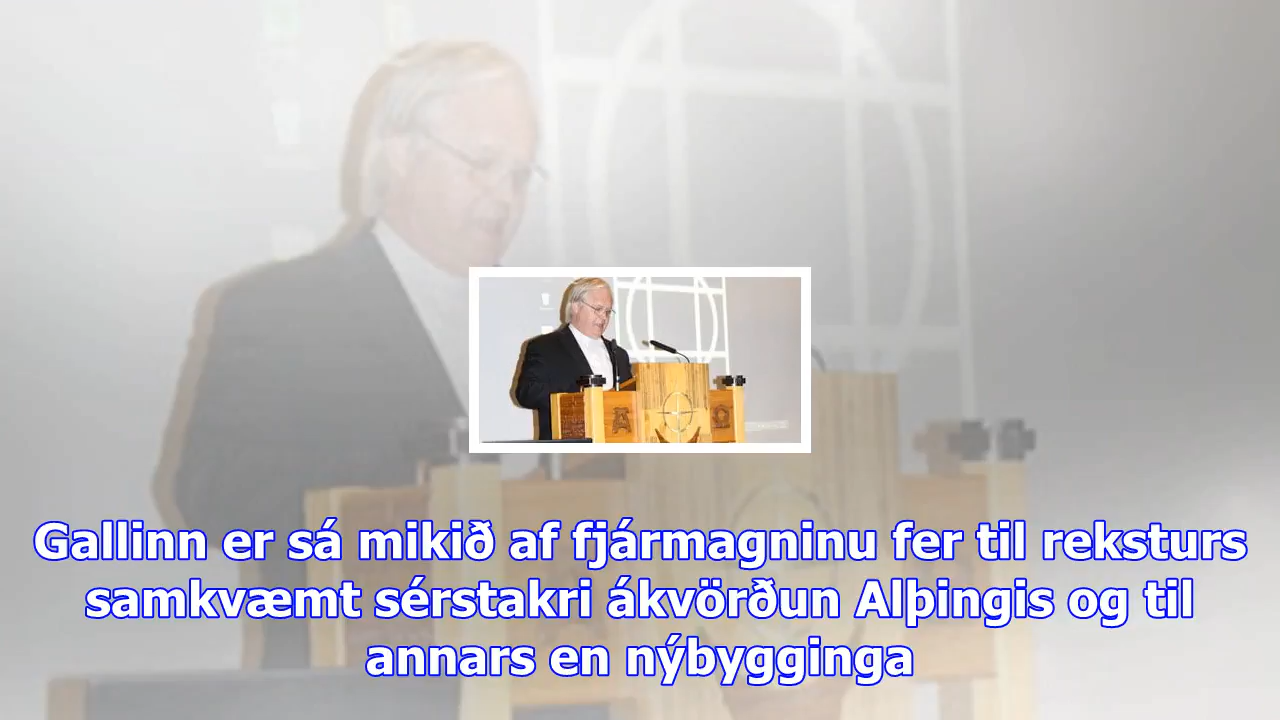 Gallinn er sá mikið af fjármagninu fer til reksturs
samkvæmt sérstakri ákvörðun Alþingis og til
annars en nýbygginga